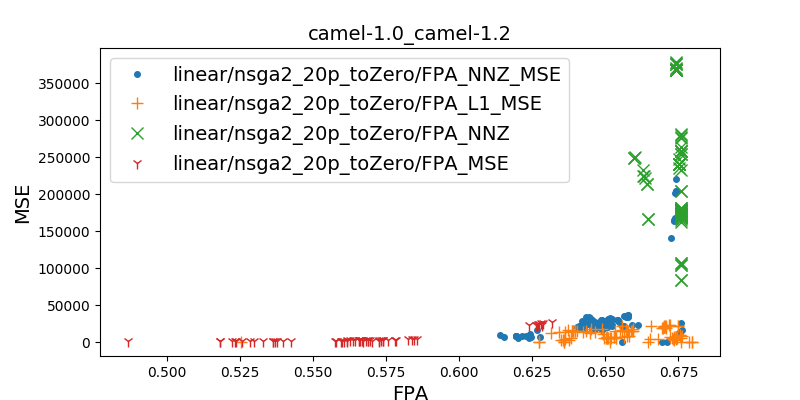 camel-1.0_camel-1.2
linear/nsga2_20p_toZero/FPA_NNZ_MSE
linear/nsga2_20p_toZero/FPA_L1_MSE
linear/nsga2_20p_toZero/FPA_NNZ
linear/nsga2_20p_toZero/FPA_MSE
MSE
350000
300000
250000
200000
150000
100000
50000
0
0.500 0.525 0.550 0.575 0.600 0.625 0.650 0.675
FPA